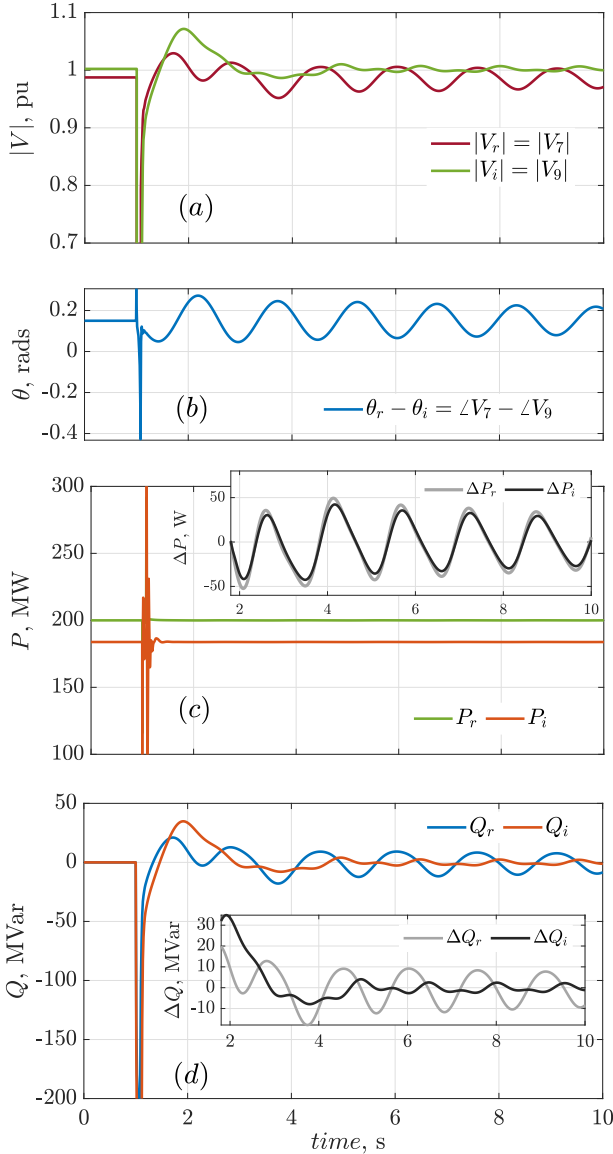 1.1
1
0.9
0.8
0.7
|V|, pu
|V_r| = |V_7|
|V_i| = |V_9|
(a)
0.2
0
-0.2
-0.4
θ, rads
(b)
θ_r − θ_i = ∠V_7 − ∠V_9
300
250
200
150
100
P, MW
50
0
-50
ΔP, W
ΔP_r ΔP_i
2 4 6 8 10
(c)
P_r P_i
50
0
-50
-100
-150
-200
Q, MVar
Q_r Q_i
30
20
10
0
-10
ΔQ, MVar
ΔQ_r ΔQ_i
2 4 6 8 10
(d)
0 2 4 6 8 10
time, s